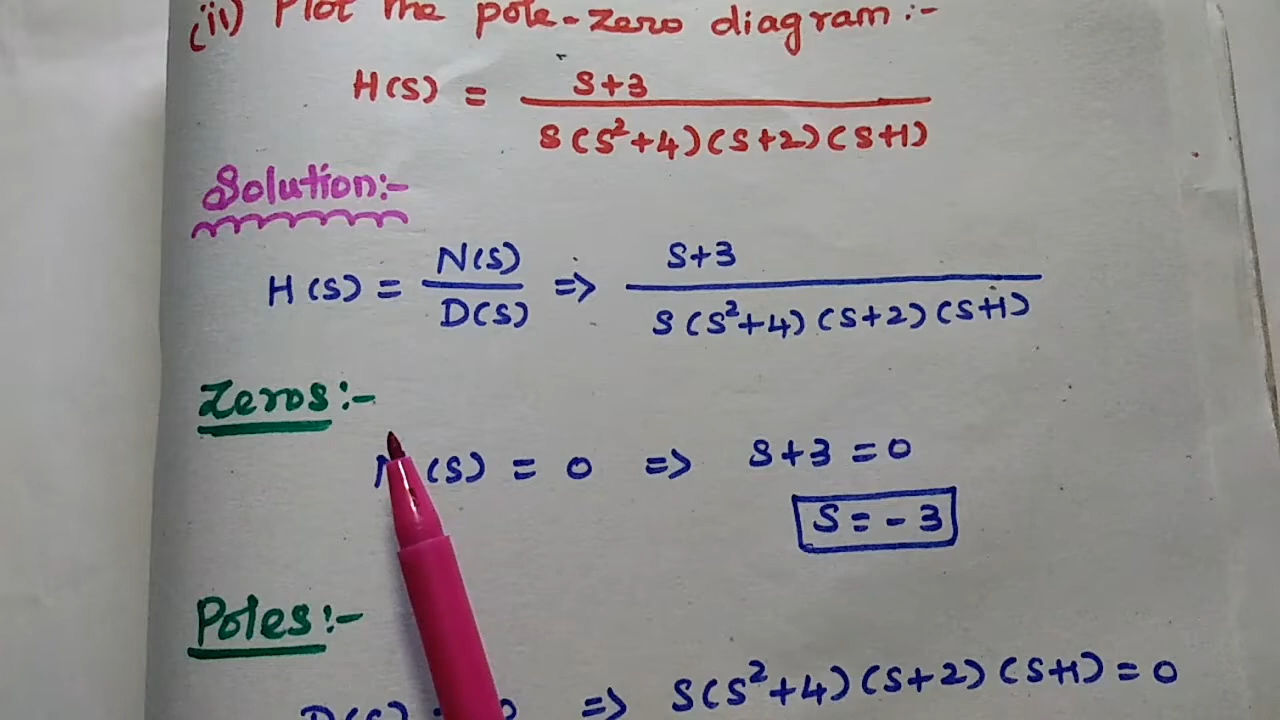 (ii) Plot the pole-zero diagram :-
H(s) = s+3 / s(s²+4)(s+2)(s+1)
Solution:-
H(s) = N(s) / D(s) => s+3 / s(s²+4)(s+2)(s+1)
Zeros:-
N(s) = 0 => s+3 = 0
s = -3
Poles:-
D(s) = 0 => s(s²+4)(s+2)(s+1) = 0